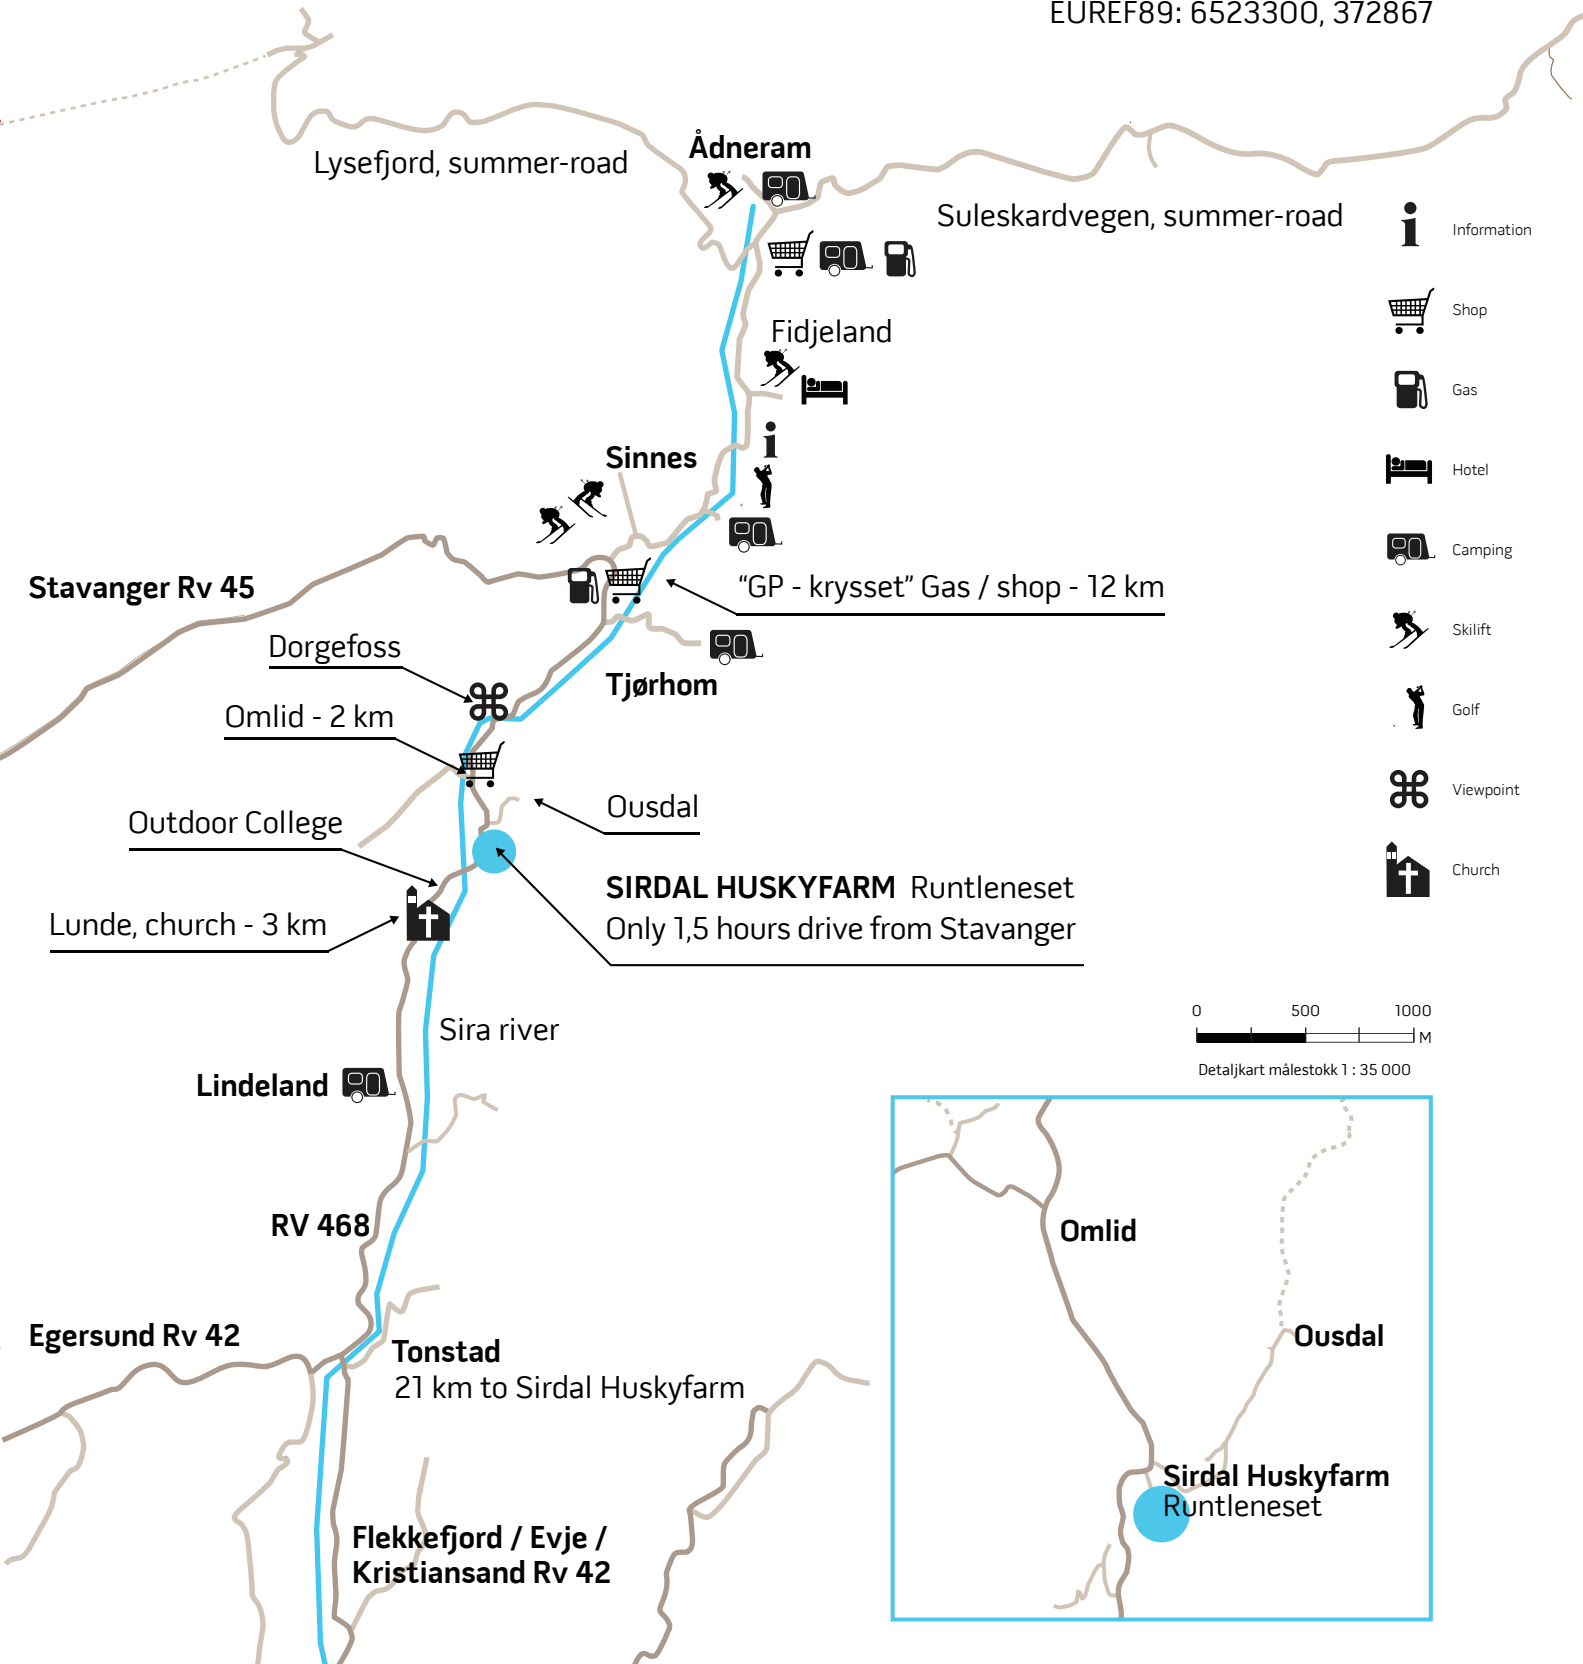 EUREF89: 6523300, 372867
Ådneram
Lysefjord, summer-road
Suleskardvegen, summer-road
Information
Shop
Gas
Hotel
Camping
Skilift
Golf
Viewpoint
Church
Fidjeland
Sinnes
Stavanger Rv 45
“GP - krysset” Gas / shop - 12 km
Dorgefoss
Tjørhom
Omlid - 2 km
Ousdal
Outdoor College
SIRDAL HUSKYFARM Runtleneset
Only 1,5 hours drive from Stavanger
Lunde, church - 3 km
Sira river
Lindeland
RV 468
Egersund Rv 42
Tonstad
21 km to Sirdal Huskyfarm
Flekkefjord / Evje /
Kristiansand Rv 42
0 500 1000
M
Detaljkart målestokk 1 : 35 000
Omlid
Ousdal
Sirdal Huskyfarm
Runtleneset